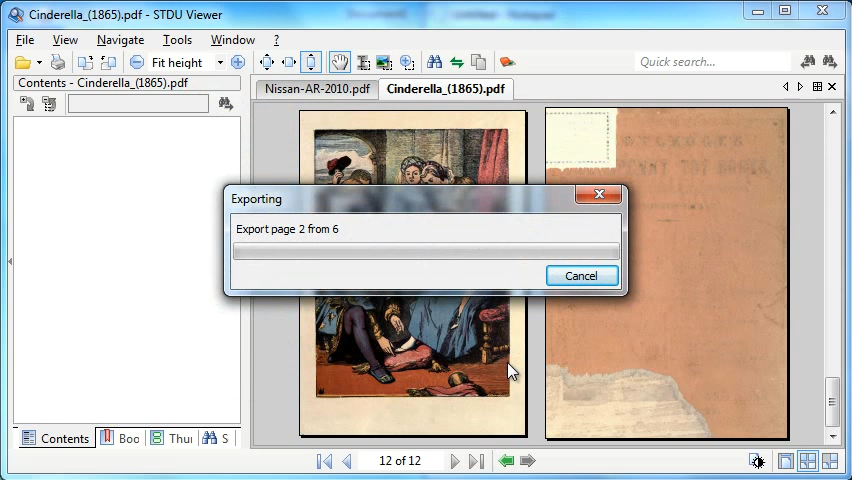 Cinderella_(1865).pdf - STDU Viewer
File View Navigate Tools Window ?
Fit height
Quick search...
Contents - Cinderella_(1865).pdf
Nissan-AR-2010.pdf Cinderella_(1865).pdf
Exporting
Export page 2 from 6
Cancel
Contents Boo Thu S
12 of 12